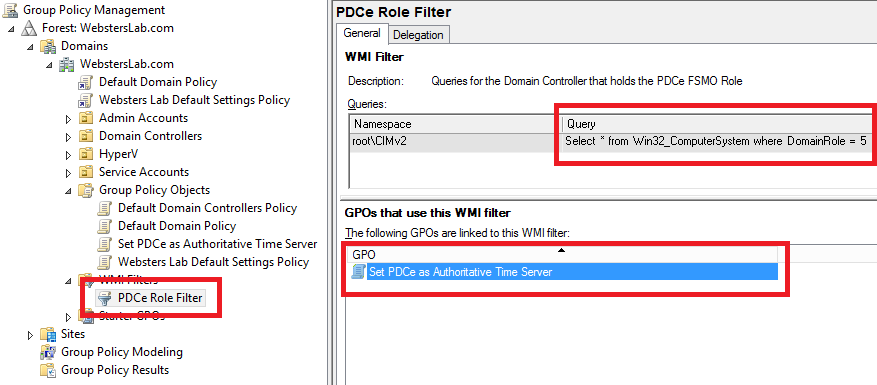 Group Policy Management
Forest: WebstersLab.com
Domains
WebstersLab.com
Default Domain Policy
Websters Lab Default Settings Policy
Admin Accounts
Domain Controllers
HyperV
Service Accounts
Group Policy Objects
Default Domain Controllers Policy
Default Domain Policy
Set PDCe as Authoritative Time Server
Websters Lab Default Settings Policy
WMI Filters
PDCe Role Filter
Starter GPOs
Sites
Group Policy Modeling
Group Policy Results
PDCe Role Filter
General Delegation
WMI Filter
Description: Queries for the Domain Controller that holds the PDCe FSMO Role
Queries:
Namespace Query
root\CIMv2 Select * from Win32_ComputerSystem where DomainRole = 5
GPOs that use this WMI filter
The following GPOs are linked to this WMI filter:
GPO
Set PDCe as Authoritative Time Server